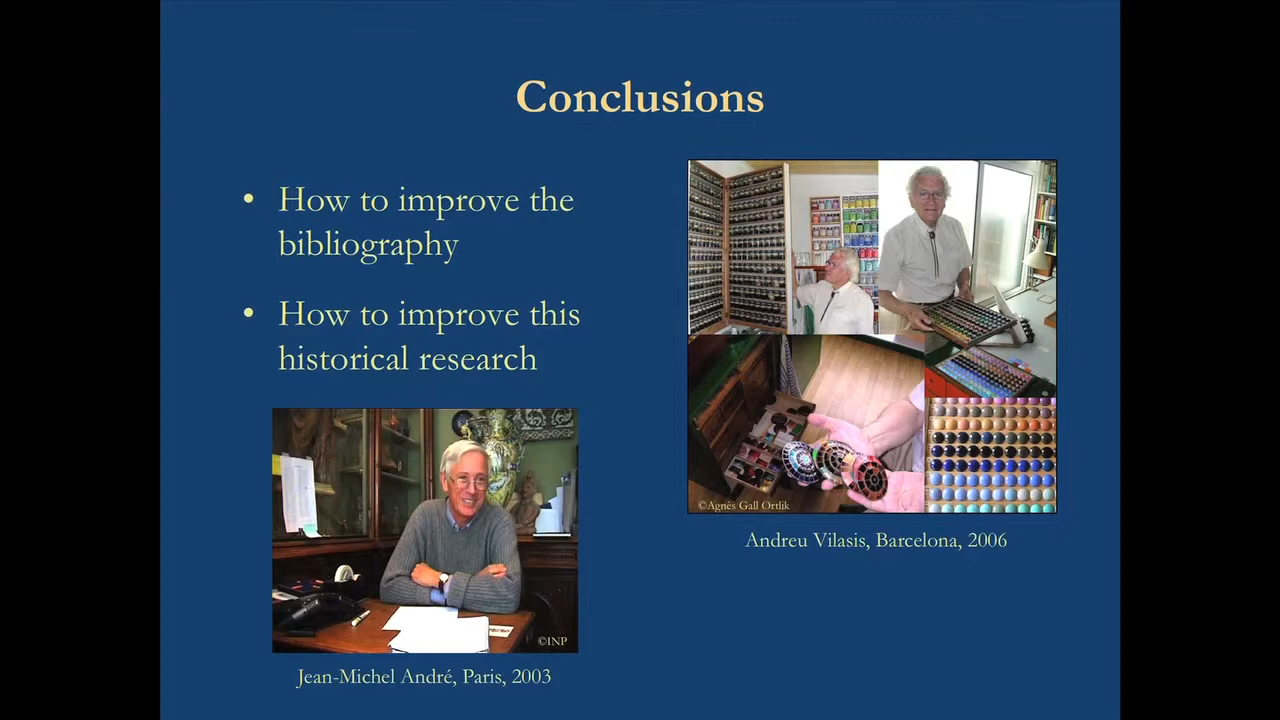 Conclusions
• How to improve the
bibliography
• How to improve this
historical research
©INP
Jean-Michel André, Paris, 2003
©Agnès Gall Ortlik
Andreu Vilasis, Barcelona, 2006